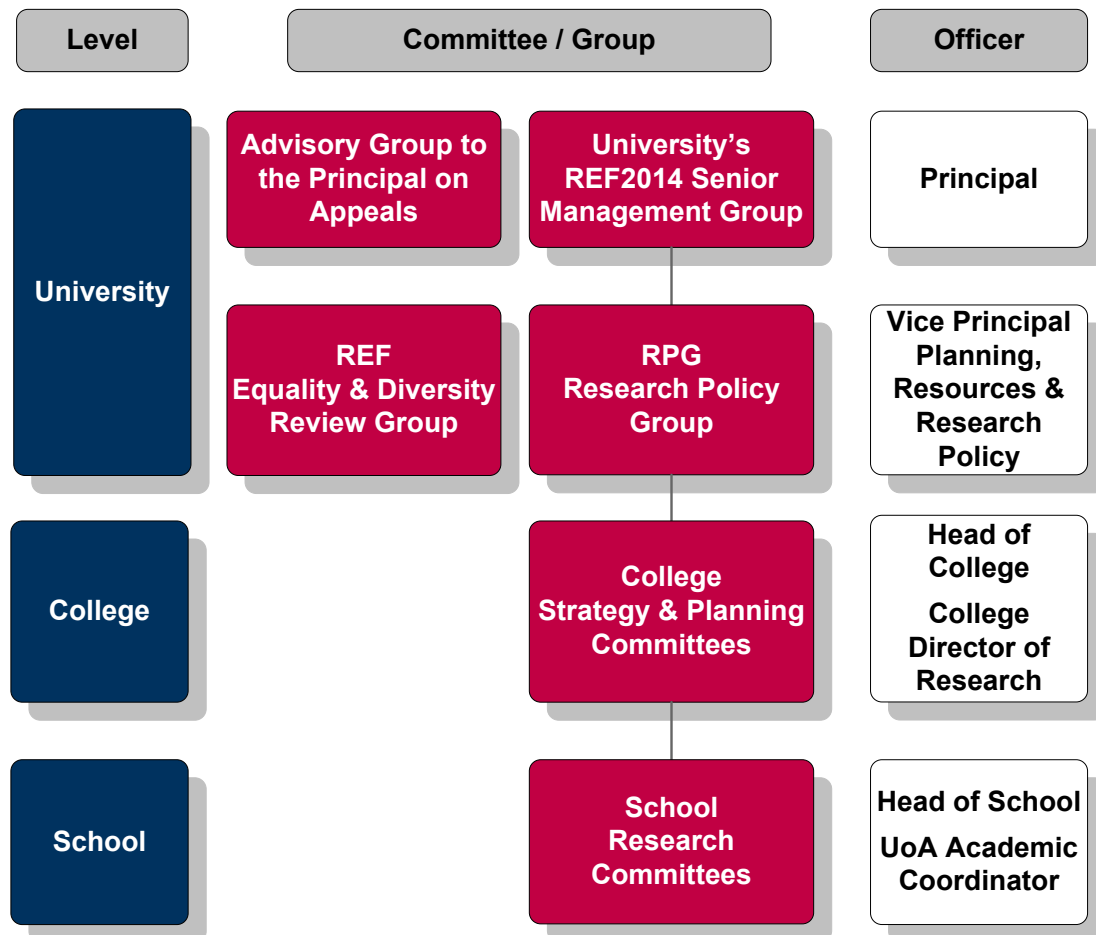 Level
Committee / Group
Officer
University
Advisory Group to
the Principal on
Appeals
University’s
REF2014 Senior
Management Group
Principal
REF
Equality & Diversity
Review Group
RPG
Research Policy
Group
Vice Principal
Planning,
Resources &
Research
Policy
College
College
Strategy & Planning
Committees
Head of
College
College
Director of
Research
School
School
Research
Committees
Head of School
UoA Academic
Coordinator